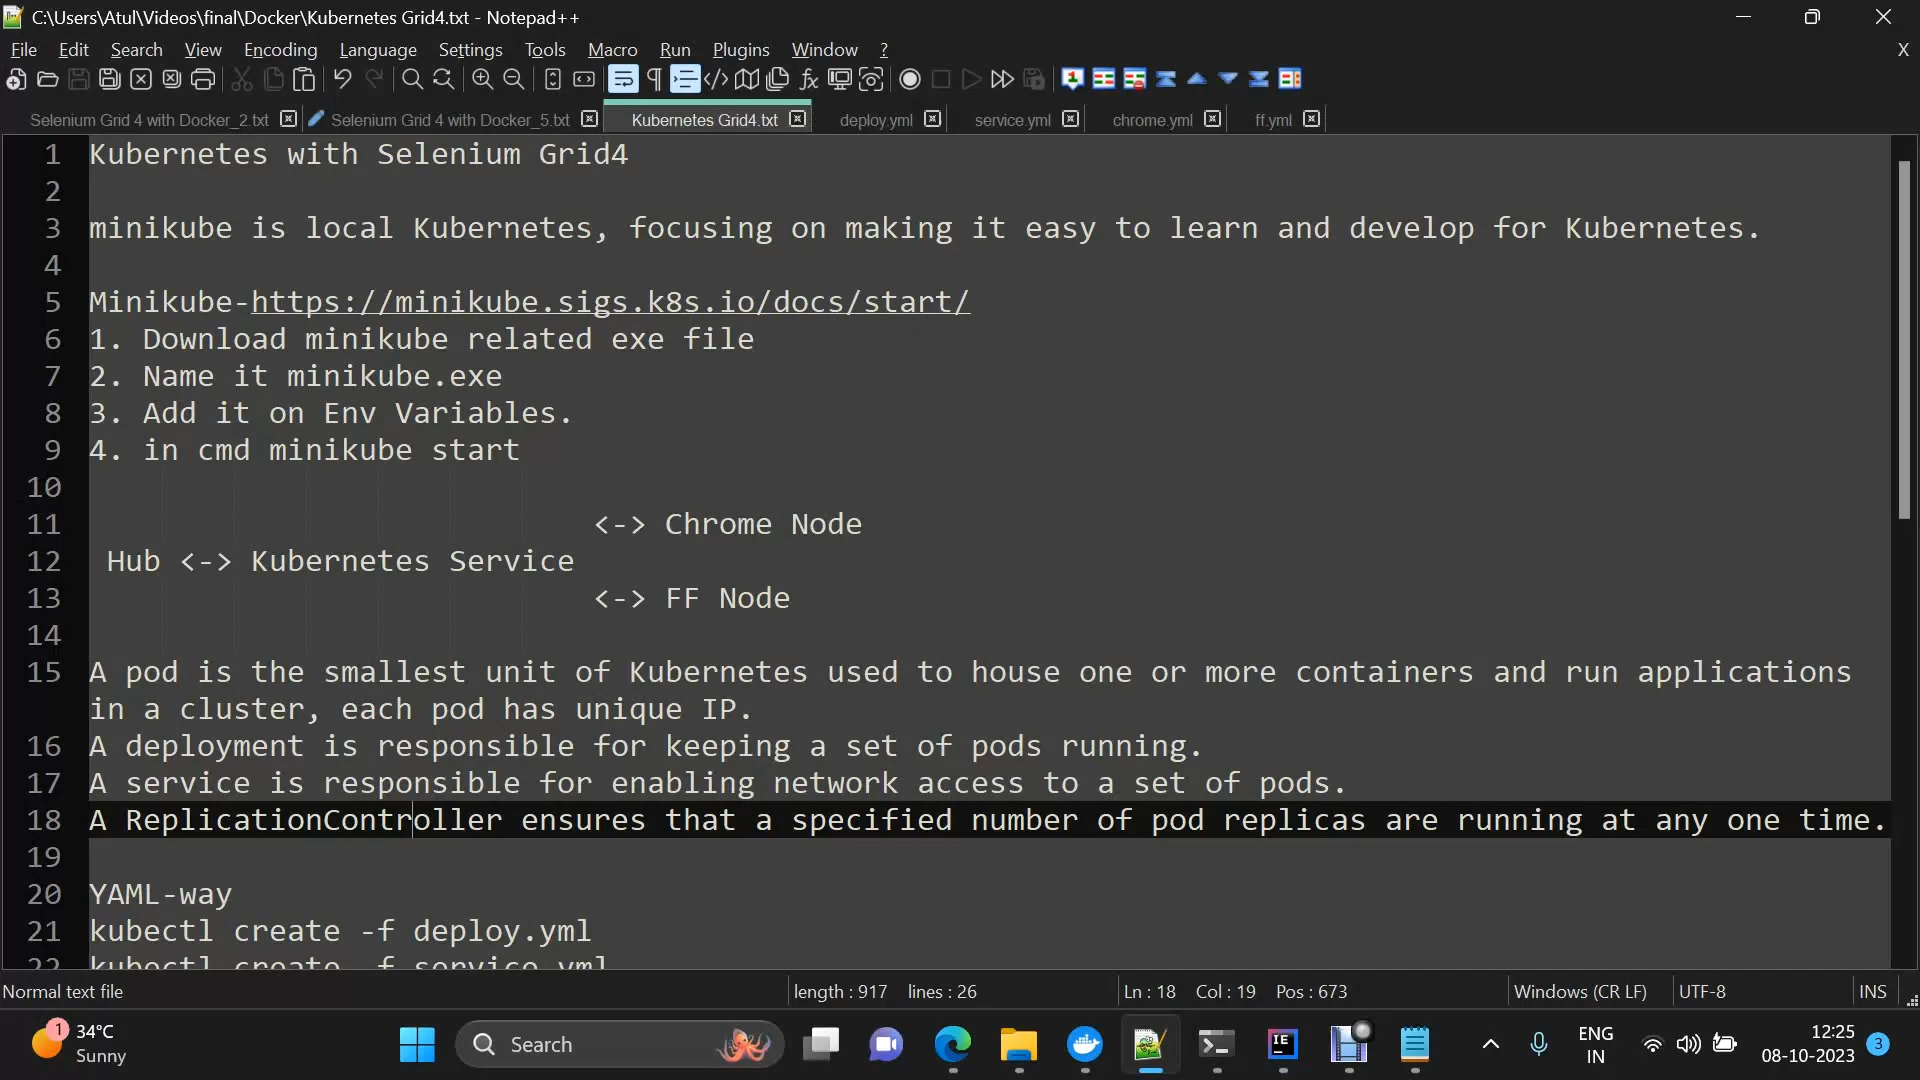 C:\Users\Atul\Videos\final\Docker\Kubernetes Grid4.txt - Notepad++
File Edit Search View Encoding Language Settings Tools Macro Run Plugins Window ? X
Selenium Grid 4 with Docker_2.txt Selenium Grid 4 with Docker_5.txt Kubernetes Grid4.txt deploy.yml service.yml chrome.yml ff.yml
1 Kubernetes with Selenium Grid4
2
3 minikube is local Kubernetes, focusing on making it easy to learn and develop for Kubernetes.
4
5 Minikube-https://minikube.sigs.k8s.io/docs/start/
6 1. Download minikube related exe file
7 2. Name it minikube.exe
8 3. Add it on Env Variables.
9 4. in cmd minikube start
10
11 <-> Chrome Node
12 Hub <-> Kubernetes Service
13 <-> FF Node
14
15 A pod is the smallest unit of Kubernetes used to house one or more containers and run applications
in a cluster, each pod has unique IP.
16 A deployment is responsible for keeping a set of pods running.
17 A service is responsible for enabling network access to a set of pods.
18 A ReplicationController ensures that a specified number of pod replicas are running at any one time.
19
20 YAML-way
21 kubectl create -f deploy.yml
22 kubectl create -f service.yml
Normal text file length : 917 lines : 26 Ln : 18 Col : 19 Pos : 673 Windows (CR LF) UTF-8 INS
1 34°C
Sunny
Search
ENG
IN
12:25
08-10-2023
3